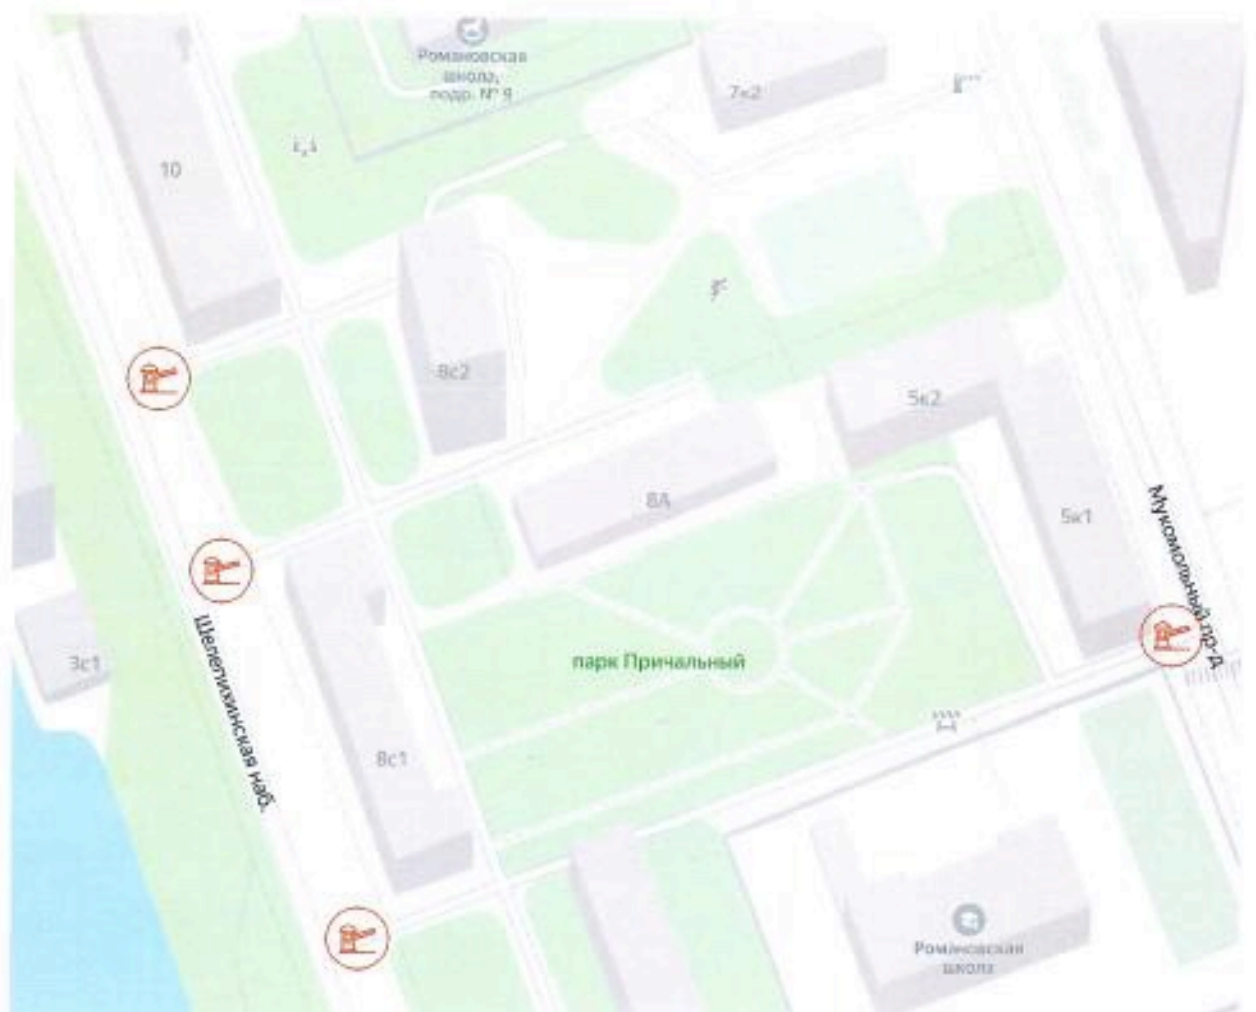 Романовская
школа,
подр. № 9
7к2
10
8с2
5к2
8А
5к1
Мукомольный пр-д
парк Причальный
3с1
Шелепихинская наб.
8с1
Романовская
школа